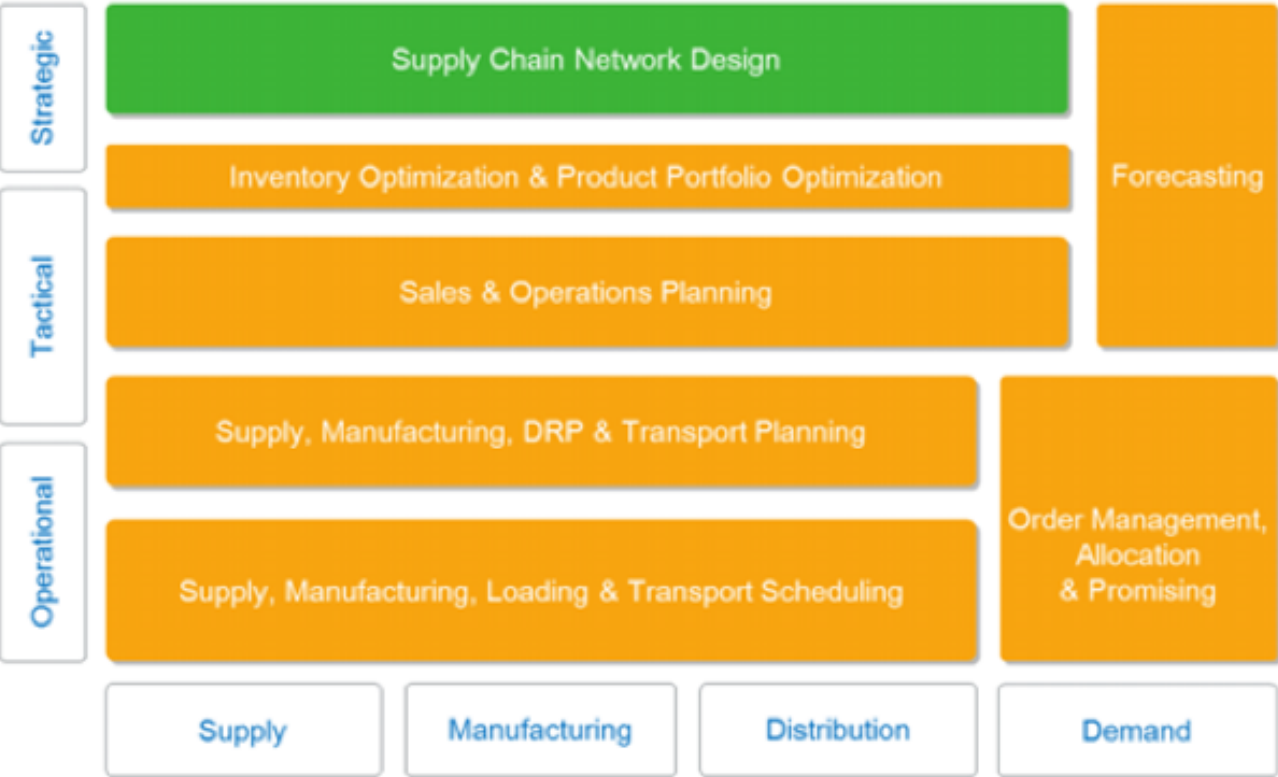 Strategic
Supply Chain Network Design
Forecasting
Inventory Optimization & Product Portfolio Optimization
Tactical
Sales & Operations Planning
Supply, Manufacturing, DRP & Transport Planning
Operational
Order Management,
Allocation
& Promising
Supply, Manufacturing, Loading & Transport Scheduling
Supply
Manufacturing
Distribution
Demand